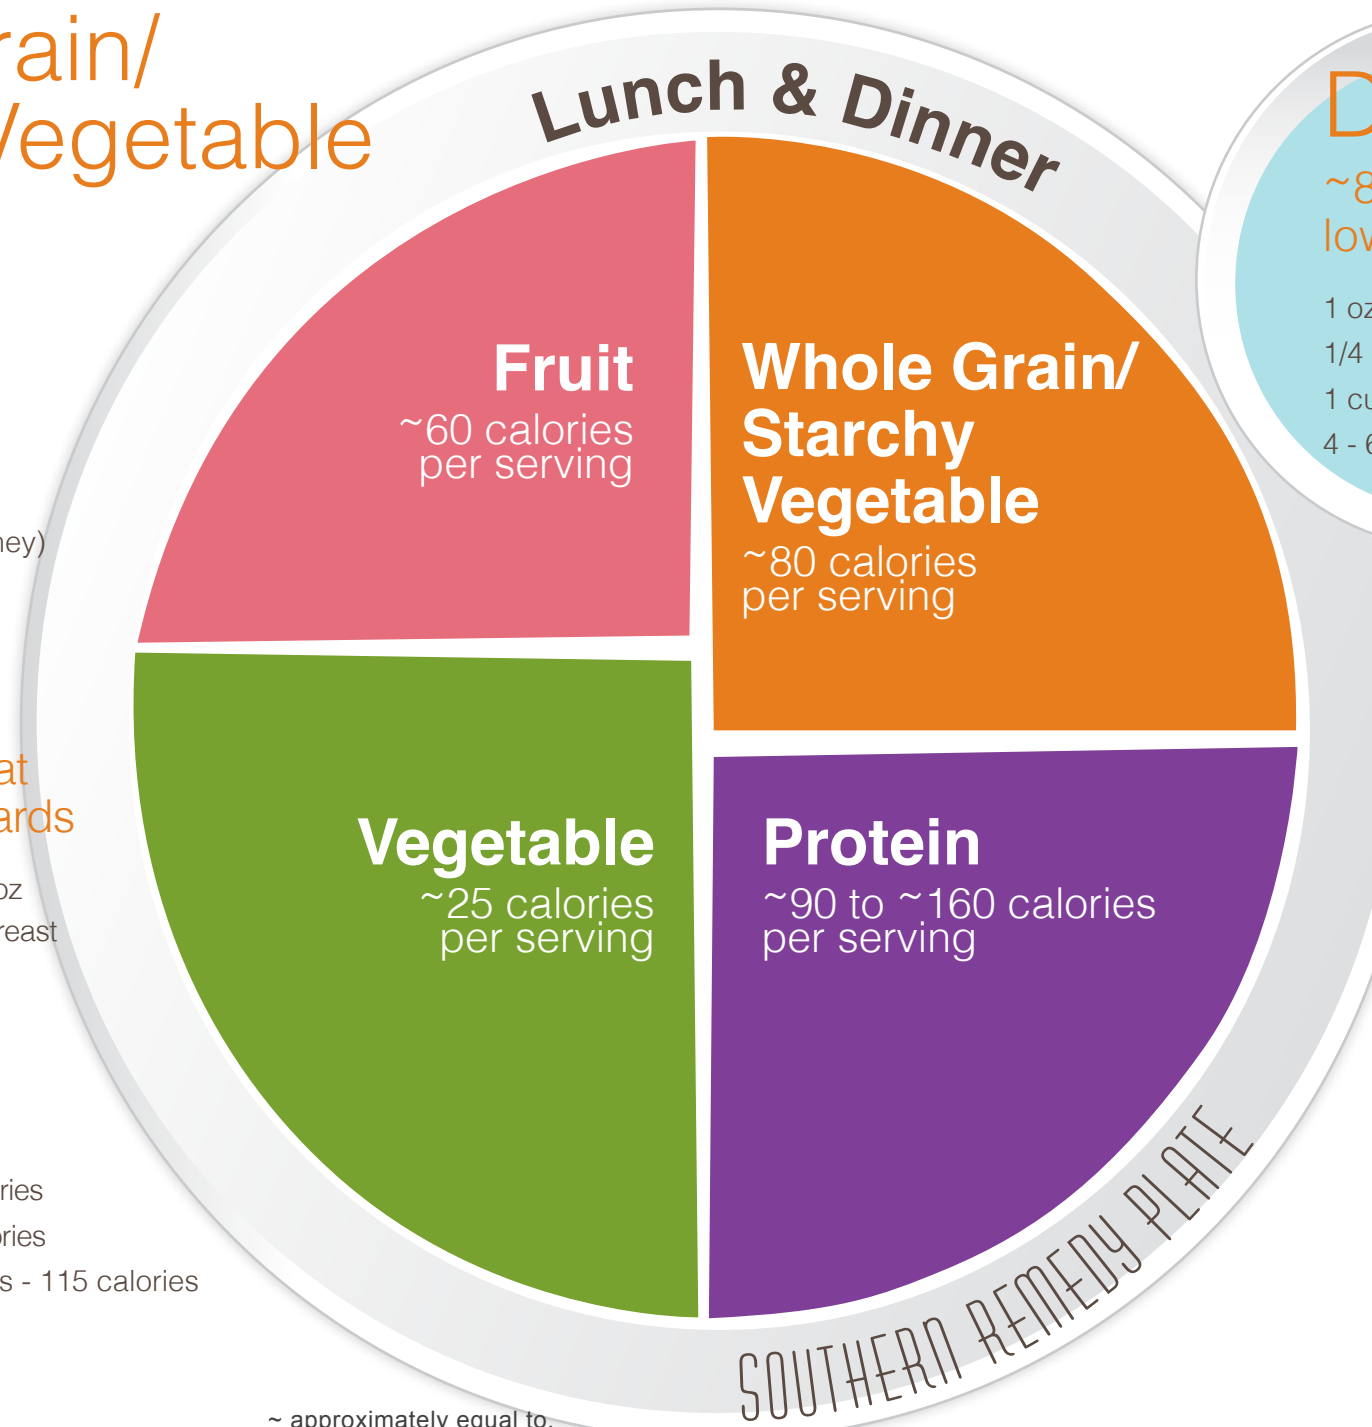 rain/
Vegetable
Lunch & Dinner
Fruit
~60 calories
per serving
Whole Grain/
Starchy
Vegetable
~80 calories
per serving
D
~8
lov
1 oz
1/4
1 cu
4 - 6
ney)
at
ards
oz
reast
Vegetable
~25 calories
per serving
Protein
~90 to ~160 calories
per serving
ries
ories
s - 115 calories
SOUTHERN REMEDY PLATE
~ approximately equal to.